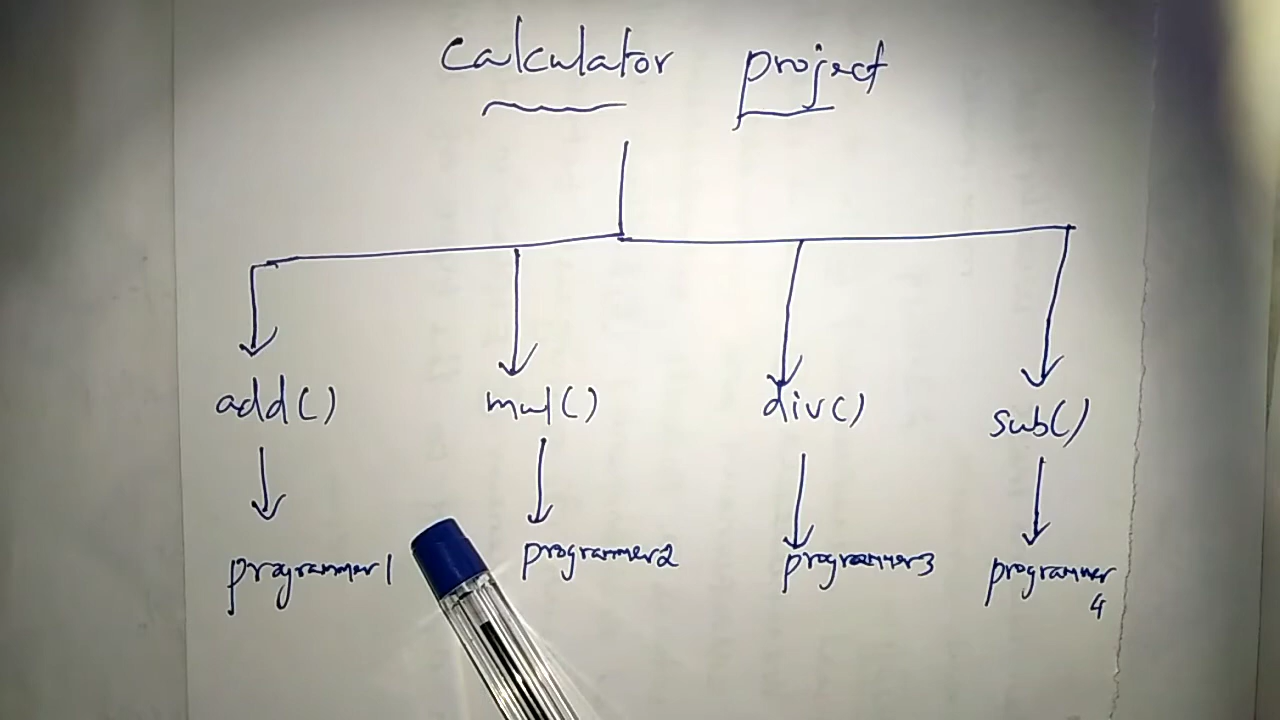 Calculator project
add() mul() div() sub()
programmer1 programmer2 programmer3 programmer
4